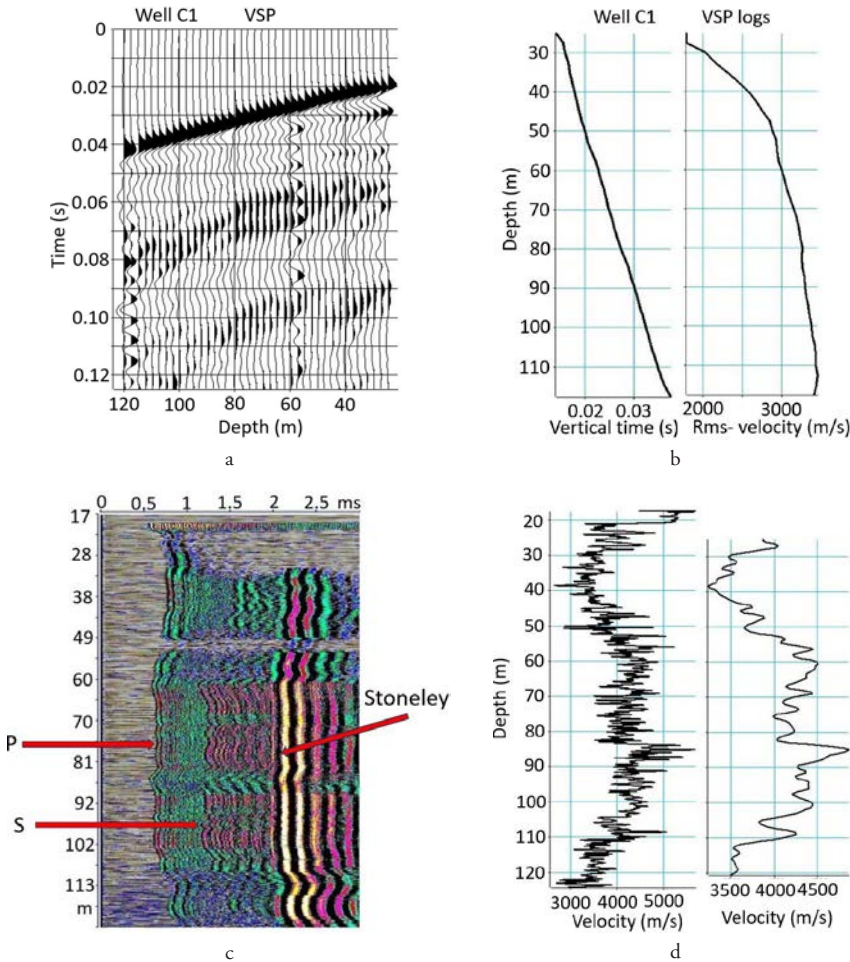 Well C1 VSP
0
0.02
0.04
0.06
0.08
0.10
0.12
Time (s)
120 100 80 60 40
Depth (m)
a
Well C1 VSP logs
30
40
50
60
70
80
90
100
110
Depth (m)
0.02 0.03 2000 3000
Vertical time (s) Rms- velocity (m/s)
b
0 0,5 1 1,5 2 2,5 ms
17
28
38
49
60
70
81
92
102
113
m
P
S
Stoneley
c
20
30
40
50
60
70
80
90
100
110
120
Depth (m)
3000 4000 5000
Velocity (m/s)
3500 4000 4500
Velocity (m/s)
d